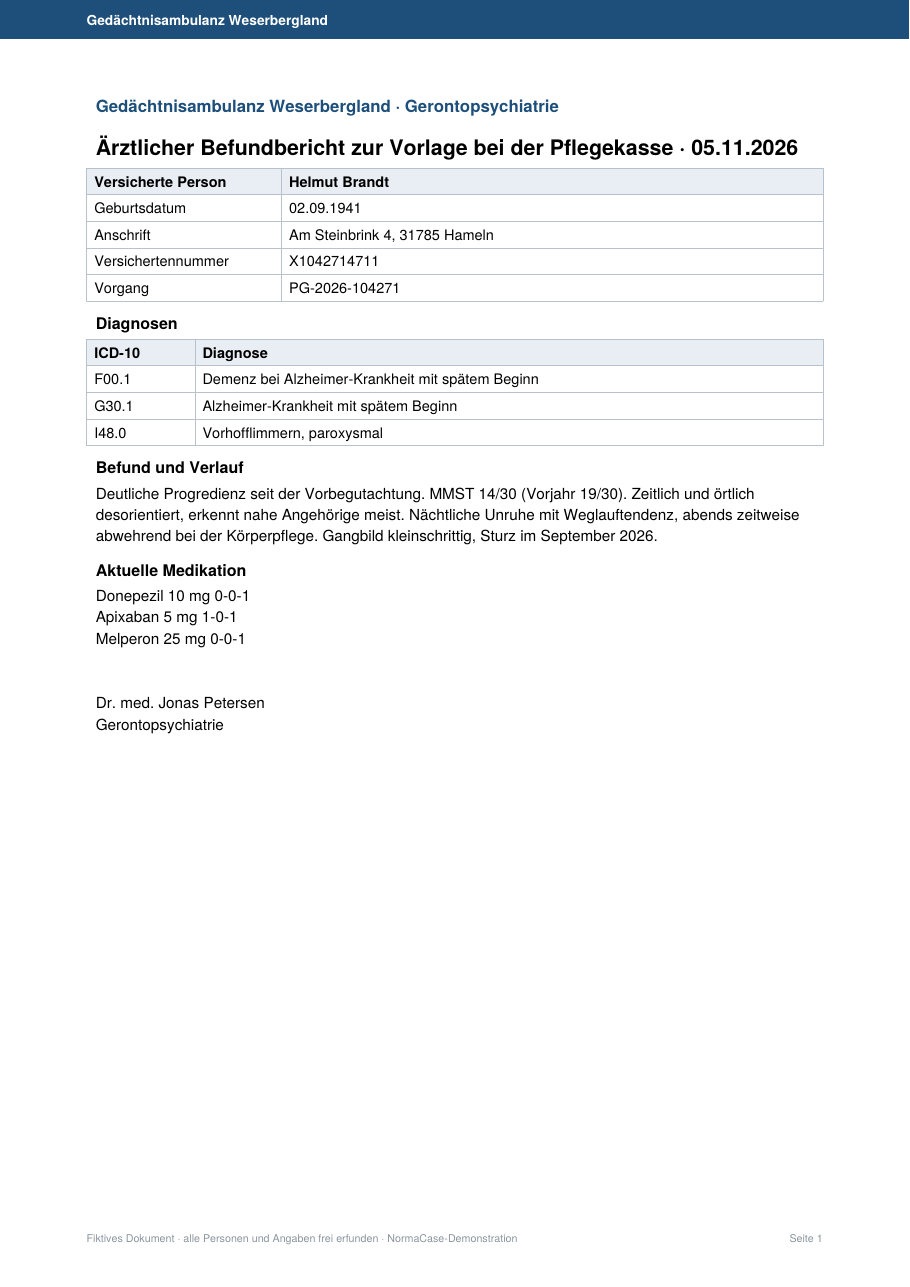 Gedächtnisambulanz Weserbergland
Gedächtnisambulanz Weserbergland · Gerontopsychiatrie
Ärztlicher Befundbericht zur Vorlage bei der Pflegekasse · 05.11.2026
Versicherte Person Helmut Brandt
Geburtsdatum 02.09.1941
Anschrift Am Steinbrink 4, 31785 Hameln
Versichertennummer X1042714711
Vorgang PG-2026-104271
Diagnosen
ICD-10 Diagnose
F00.1 Demenz bei Alzheimer-Krankheit mit spätem Beginn
G30.1 Alzheimer-Krankheit mit spätem Beginn
I48.0 Vorhofflimmern, paroxysmal
Befund und Verlauf
Deutliche Progredienz seit der Vorbegutachtung. MMST 14/30 (Vorjahr 19/30). Zeitlich und örtlich
desorientiert, erkennt nahe Angehörige meist. Nächtliche Unruhe mit Weglauftendenz, abends zeitweise
abwehrend bei der Körperpflege. Gangbild kleinschrittig, Sturz im September 2026.
Aktuelle Medikation
Donepezil 10 mg 0-0-1
Apixaban 5 mg 1-0-1
Melperon 25 mg 0-0-1
Dr. med. Jonas Petersen
Gerontopsychiatrie
Fiktives Dokument · alle Personen und Angaben frei erfunden · NormaCase-Demonstration Seite 1